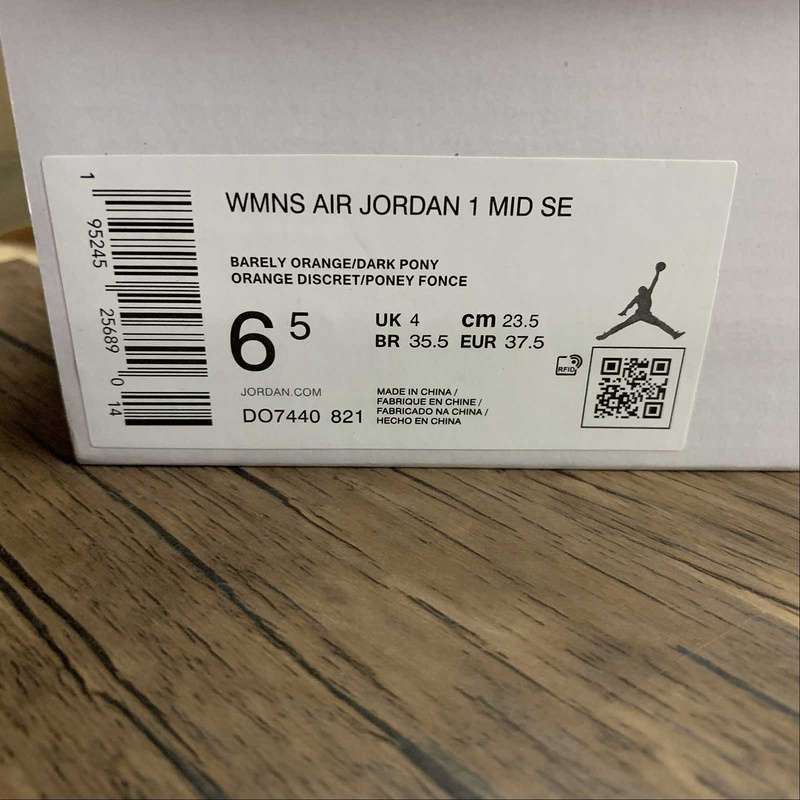 WMNS AIR JORDAN 1 MID SE
BARELY ORANGE/DARK PONY
ORANGE DISCRET/PONEY FONCE
6 5
UK 4 cm 23.5
BR 35.5 EUR 37.5
JORDAN.COM
DO7440 821
MADE IN CHINA /
FABRIQUE EN CHINE /
FABRICADO NA CHINA /
HECHO EN CHINA
RFID
1 95245 25689 0 14